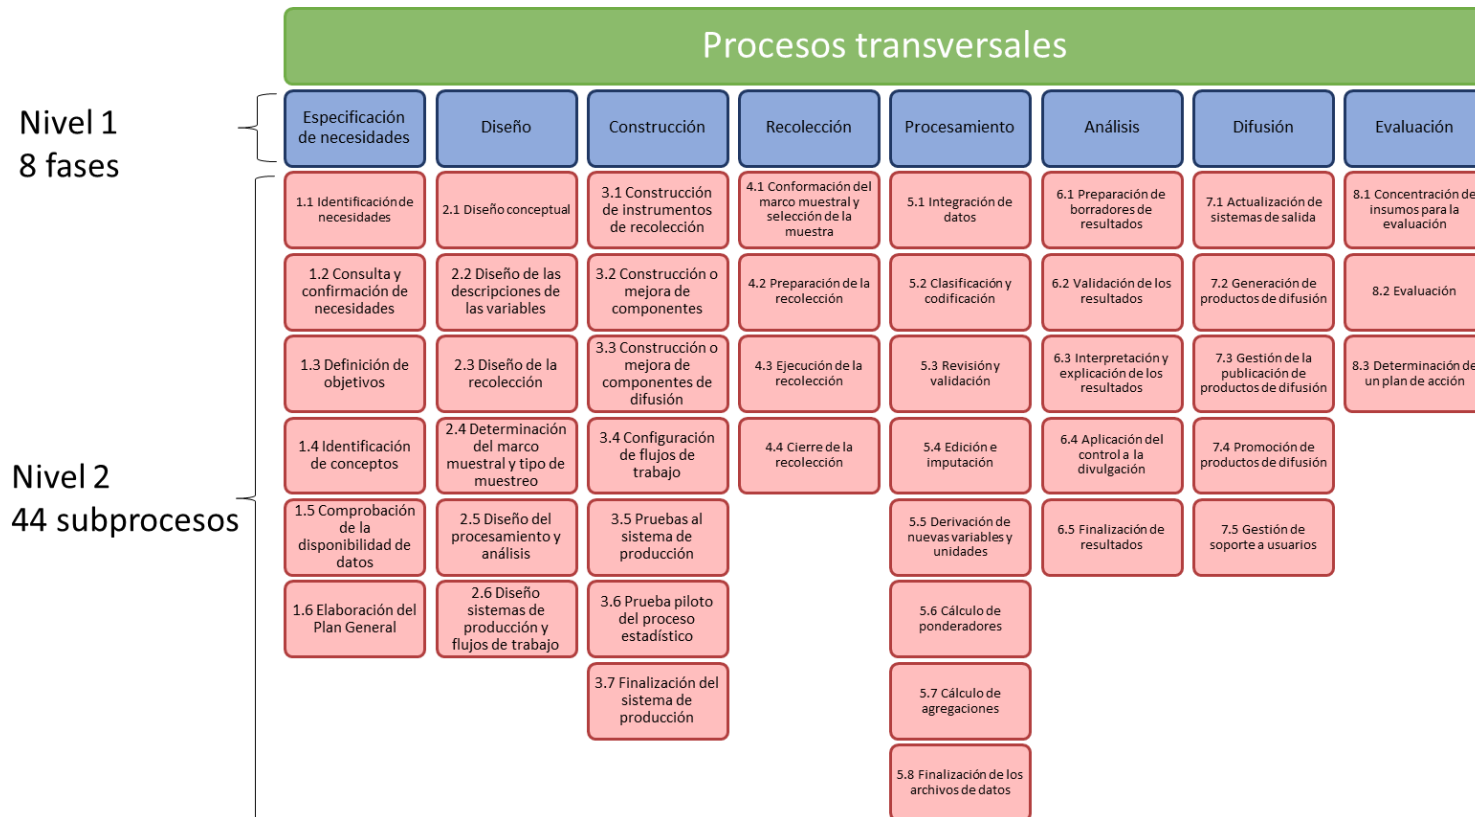 Procesos transversales
Nivel 1
8 fases
Especificación
de necesidades
Diseño
Construcción
Recolección
Procesamiento
Análisis
Difusión
Evaluación
Nivel 2
44 subprocesos
1.1 Identificación de
necesidades
1.2 Consulta y
confirmación de
necesidades
1.3 Definición de
objetivos
1.4 Identificación
de conceptos
1.5 Comprobación
de la
disponibilidad de
datos
1.6 Elaboración del
Plan General
2.1 Diseño conceptual
2.2 Diseño de las
descripciones de
las variables
2.3 Diseño de la
recolección
2.4 Determinación
del marco
muestral y tipo de
muestreo
2.5 Diseño del
procesamiento y
análisis
2.6 Diseño
sistemas de
producción y
flujos de trabajo
3.1 Construcción
de instrumentos
de recolección
3.2 Construcción o
mejora de
componentes
3.3 Construcción o
mejora de
componentes de
difusión
3.4 Configuración
de flujos de
trabajo
3.5 Pruebas al
sistema de
producción
3.6 Prueba piloto
del proceso
estadístico
3.7 Finalización del
sistema de
producción
4.1 Conformación del
marco muestral y
selección de la
muestra
4.2 Preparación de la
recolección
4.3 Ejecución de la
recolección
4.4 Cierre de la
recolección
5.1 Integración de
datos
5.2 Clasificación y
codificación
5.3 Revisión y
validación
5.4 Edición e
imputación
5.5 Derivación de
nuevas variables y
unidades
5.6 Cálculo de
ponderadores
5.7 Cálculo de
agregaciones
5.8 Finalización de los
archivos de datos
6.1 Preparación de
borradores de
resultados
6.2 Validación de los
resultados
6.3 Interpretación y
explicación de los
resultados
6.4 Aplicación del
control a la
divulgación
6.5 Finalización de
resultados
7.1 Actualización de
sistemas de salida
7.2 Generación de
productos de difusión
7.3 Gestión de la
publicación de
productos de difusión
7.4 Promoción de
productos de difusión
7.5 Gestión de
soporte a usuarios
8.1 Concentración de
insumos para la
evaluación
8.2 Evaluación
8.3 Determinación de
un plan de acción